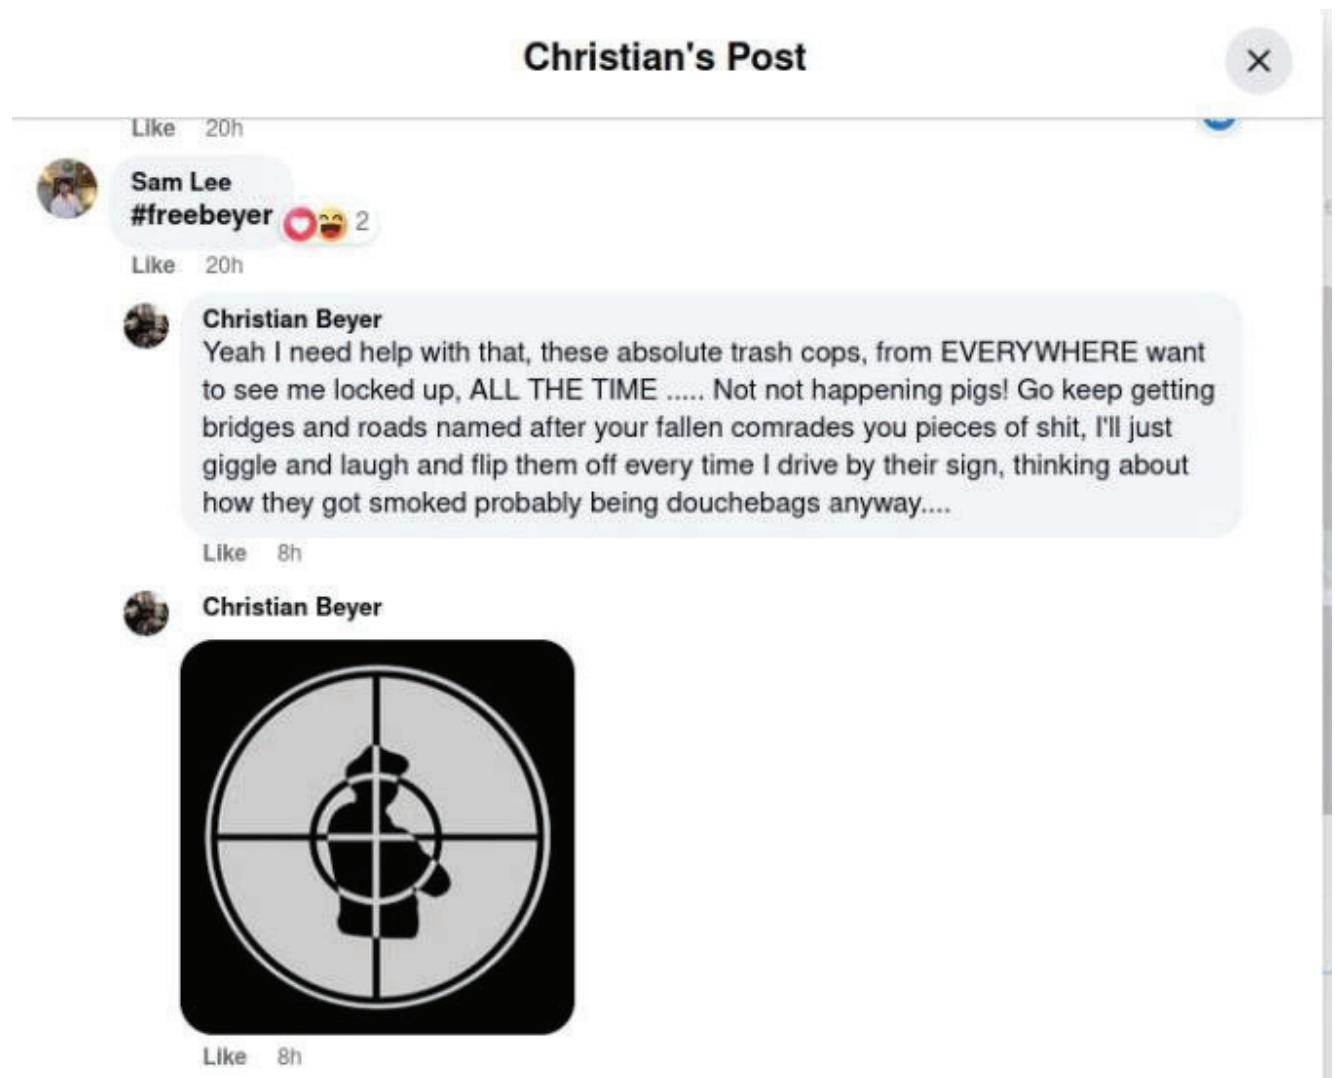 Christian's Post
Like 20h
Sam Lee
#freebeyer
2
Like 20h
Christian Beyer
Yeah I need help with that, these absolute trash cops, from EVERYWHERE want
to see me locked up, ALL THE TIME ..... Not not happening pigs! Go keep getting
bridges and roads named after your fallen comrades you pieces of shit, I'll just
giggle and laugh and flip them off every time I drive by their sign, thinking about
how they got smoked probably being douchebags anyway....
Like 8h
Christian Beyer
Like 8h